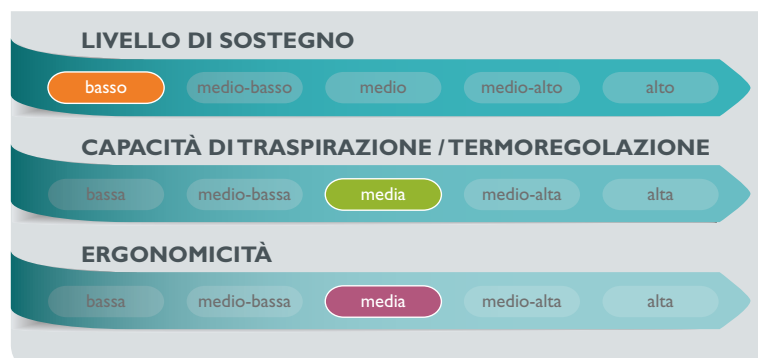 LIVELLO DI SOSTEGNO
basso medio-basso medio medio-alto alto
CAPACITÀ DI TRASPIRAZIONE / TERMOREGOLAZIONE
bassa medio-bassa media medio-alta alta
ERGONOMICITÀ
bassa medio-bassa media medio-alta alta